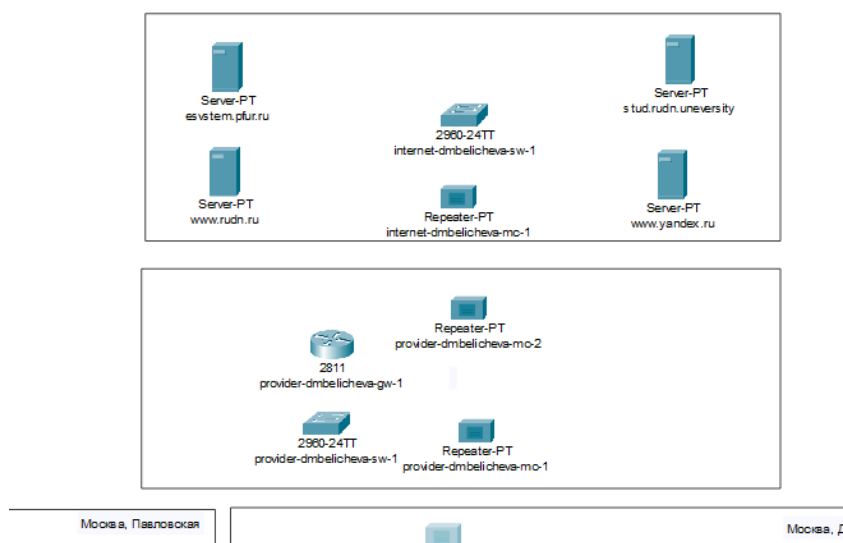 Server-PT
esystem.pfur.ru
Server-PT
stud.rudn.uneversity
2960-24TT
internet-dmbelicheva-sw-1
Server-PT
www.rudn.ru
Repeater-PT
internet-dmbelicheva-mc-1
Server-PT
www.yandex.ru
Repeater-PT
provider-dmbelicheva-mc-2
2811
provider-dmbelicheva-gw-1
2960-24TT
provider-dmbelicheva-sw-1
Repeater-PT
provider-dmbelicheva-mc-1
Москва, Павловская
Москва, Д